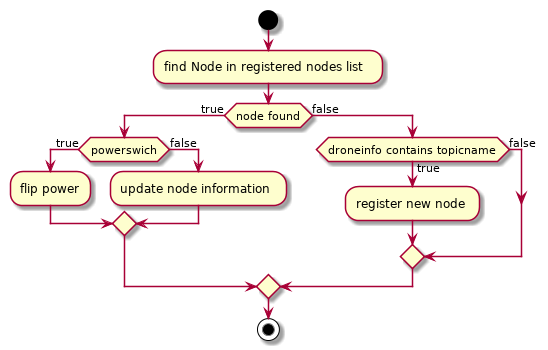 find Node in registered nodes list
true
node found
false
true
powerswich
false
droneinfo contains topicname
false
true
flip power
update node information
register new node